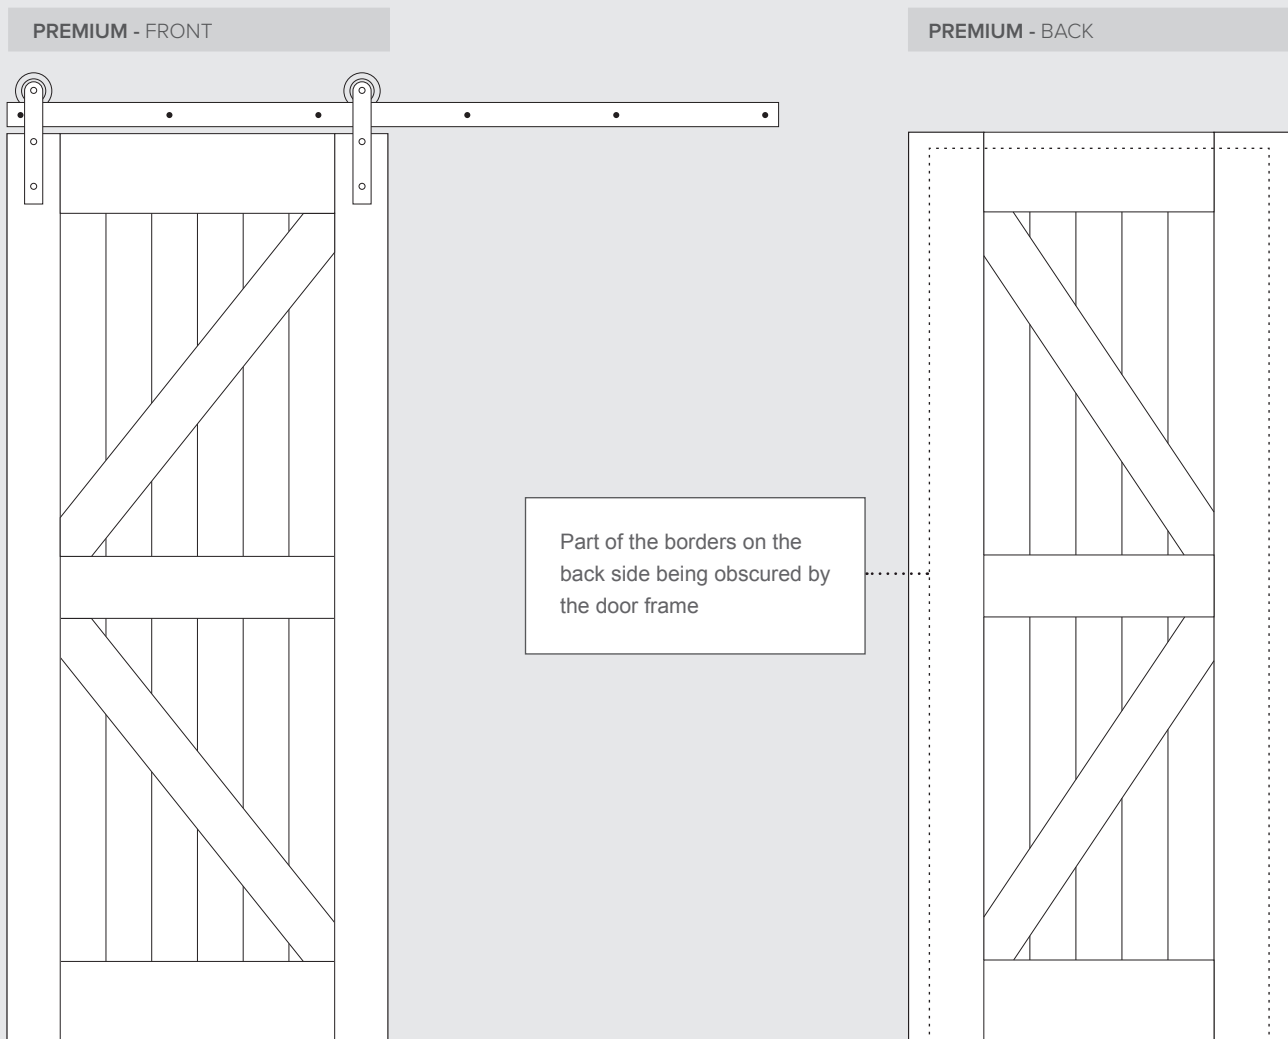 PREMIUM - FRONT
PREMIUM - BACK
Part of the borders on the
back side being obscured by
the door frame